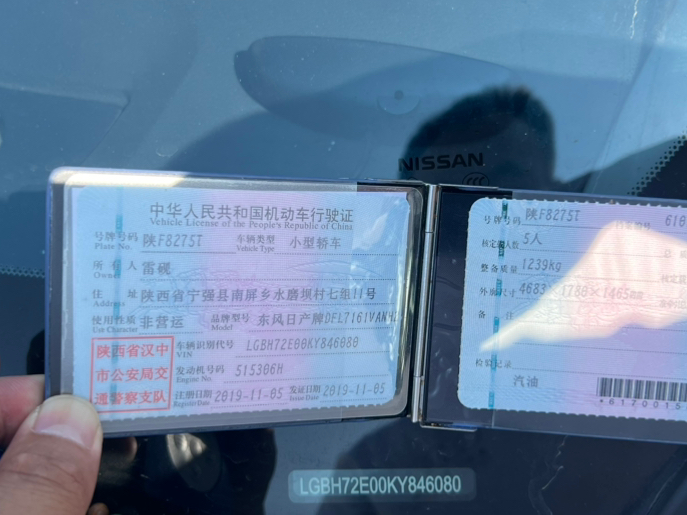 NISSAN
CCC
中华人民共和国机动车行驶证
Vehicle License of the People's Republic of China
号牌号码 陕F8275T 车辆类型 小型轿车
Plate No. Vehicle Type
所有人 雷
Owner
住址 陕西省宁强县南屏乡水磨坝村七组11号
Address
使用性质 非营运 品牌型号 东风日产牌DFL7161VANH2
Use Character Model
陕西省汉中
市公安局交
通警察支队
车辆识别代号 LGBH72E00KY846080
VIN
发动机号码 515306H
Engine No.
注册日期 2019-11-05 发证日期 2019-11-05
Register Date Issue Date
号牌号码 陕F8275T 610
核定载人数 5人
整备质量 1239kg
外廓尺寸 4683×1786×1465
备注
检验记录
汽油
*6170015
LGBH72E00KY846080